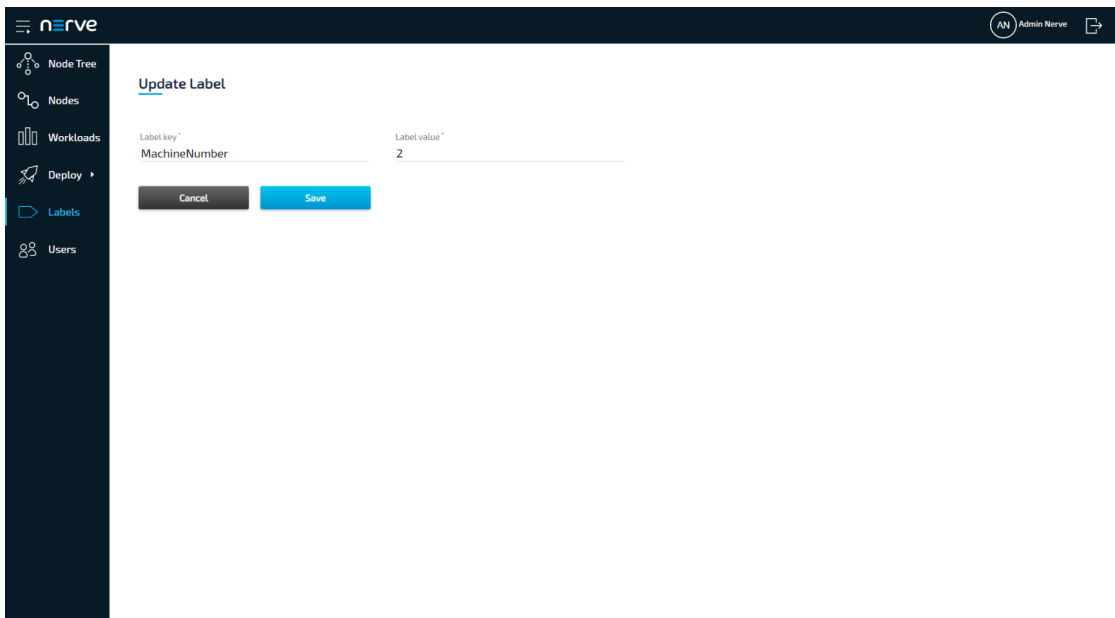 nerve
AN Admin Nerve
Node Tree
Nodes
Workloads
Deploy
Labels
Users
Update Label
Label key *
MachineNumber
Label value *
2
Cancel
Save